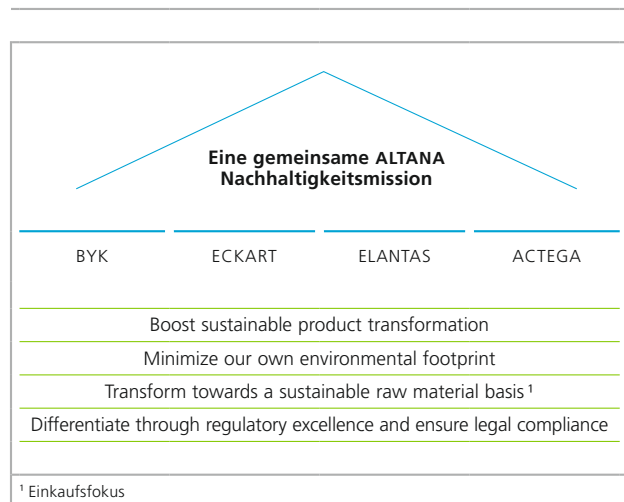 Eine gemeinsame ALTANA
Nachhaltigkeitsmission
BYK ECKART ELANTAS ACTEGA
Boost sustainable product transformation
Minimize our own environmental footprint
Transform towards a sustainable raw material basis ¹
Differentiate through regulatory excellence and ensure legal compliance
¹ Einkaufsfokus